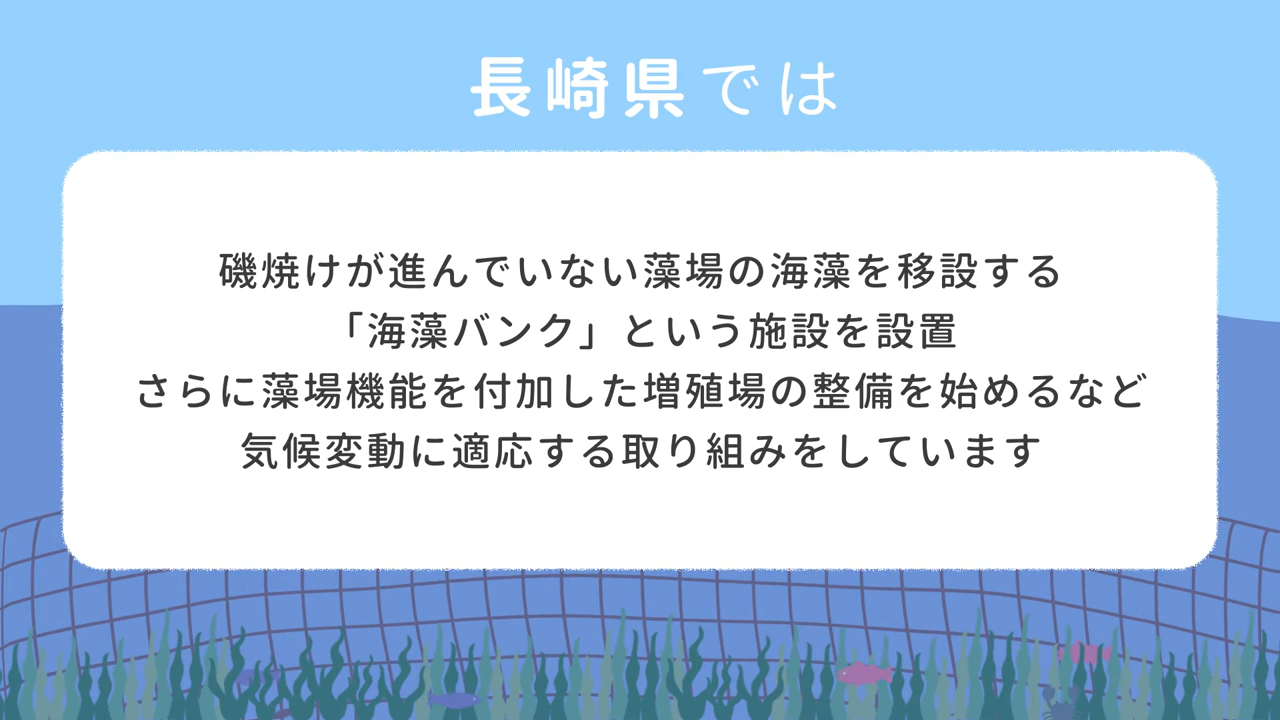 長崎県では
磯焼けが進んでいない藻場の海藻を移設する
「海藻バンク」という施設を設置
さらに藻場機能を付加した増殖場の整備を始めるなど
気候変動に適応する取り組みをしています